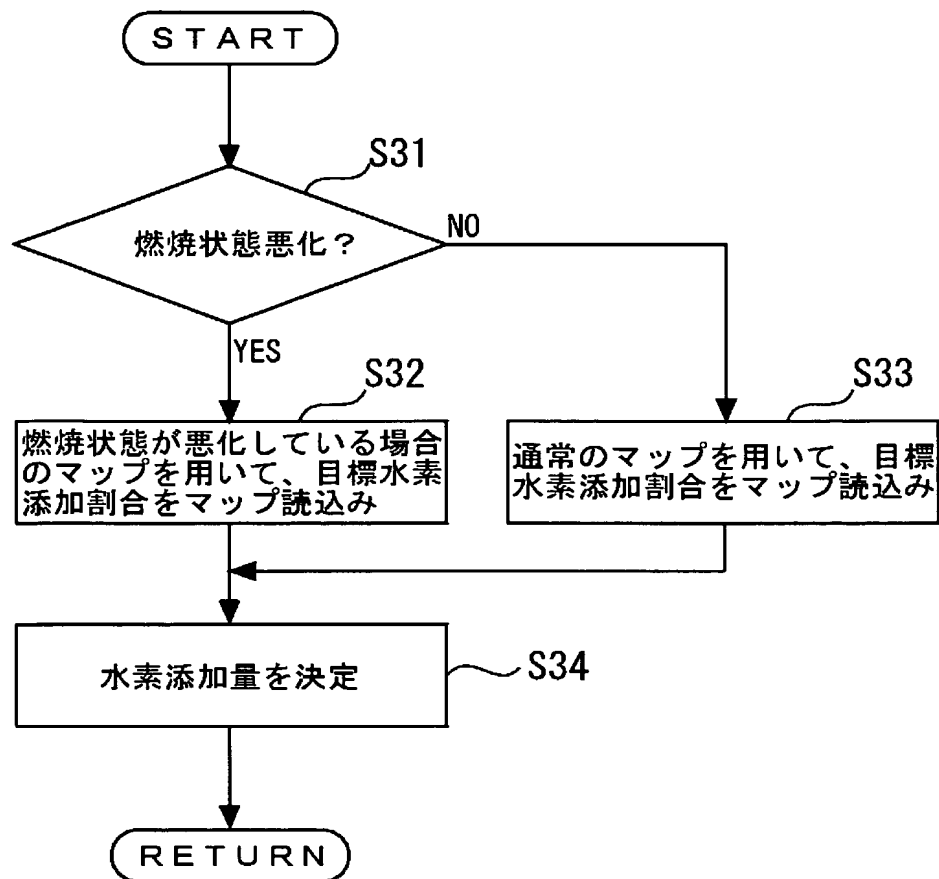 START
S31
燃焼状態悪化?
NO
YES
S32
燃焼状態が悪化している場合
のマップを用いて、目標水素
添加割合をマップ読込み
S33
通常のマップを用いて、目標
水素添加割合をマップ読込み
水素添加量を決定
S34
RETURN